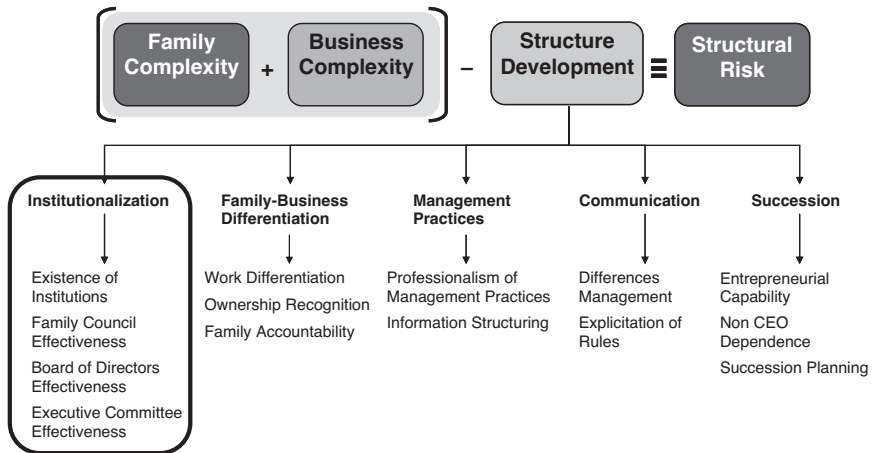 Family
Complexity
+
Business
Complexity
–
Structure
Development
≡
Structural
Risk
Institutionalization
Existence of
Institutions
Family Council
Effectiveness
Board of Directors
Effectiveness
Executive Committee
Effectiveness
Family-Business
Differentiation
Work Differentiation
Ownership Recognition
Family Accountability
Management
Practices
Professionalism of
Management Practices
Information Structuring
Communication
Differences
Management
Explicitation of
Rules
Succession
Entrepreneurial
Capability
Non CEO
Dependence
Succession Planning